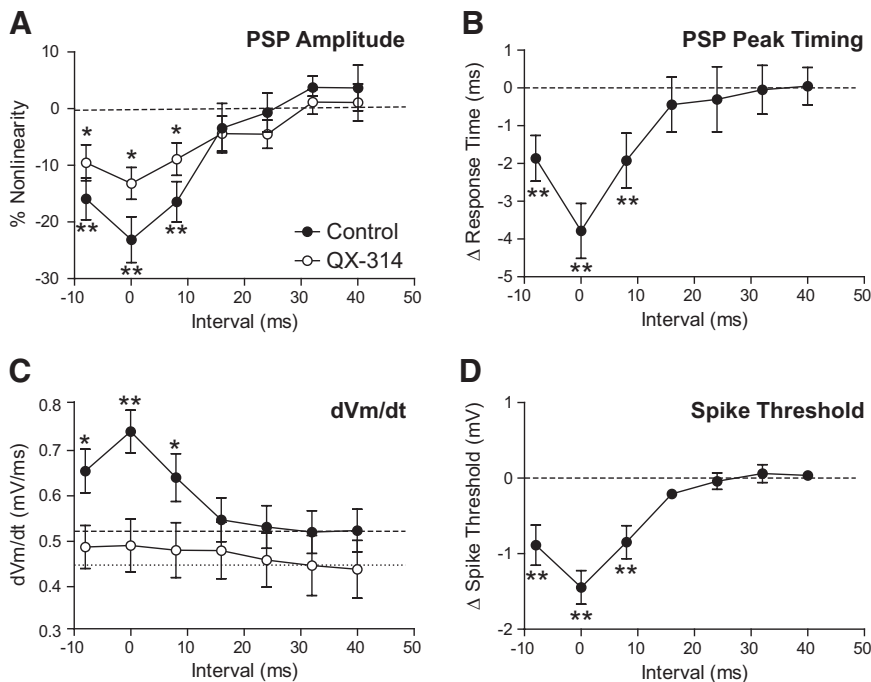 A
PSP Amplitude
10
0
-10
-20
-30
% Nonlinearity
*
*
*
**
**
**
Control
QX-314
-10 0 10 20 30 40 50
Interval (ms)
B
PSP Peak Timing
1
0
-1
-2
-3
-4
-5
Δ Response Time (ms)
**
**
**
-10 0 10 20 30 40 50
Interval (ms)
C
dVm/dt
0.8
0.7
0.6
0.5
0.4
0.3
dVm/dt (mV/ms)
*
**
*
-10 0 10 20 30 40 50
Interval (ms)
D
Spike Threshold
1
0
-1
-2
Δ Spike Threshold (mV)
**
**
**
-10 0 10 20 30 40 50
Interval (ms)